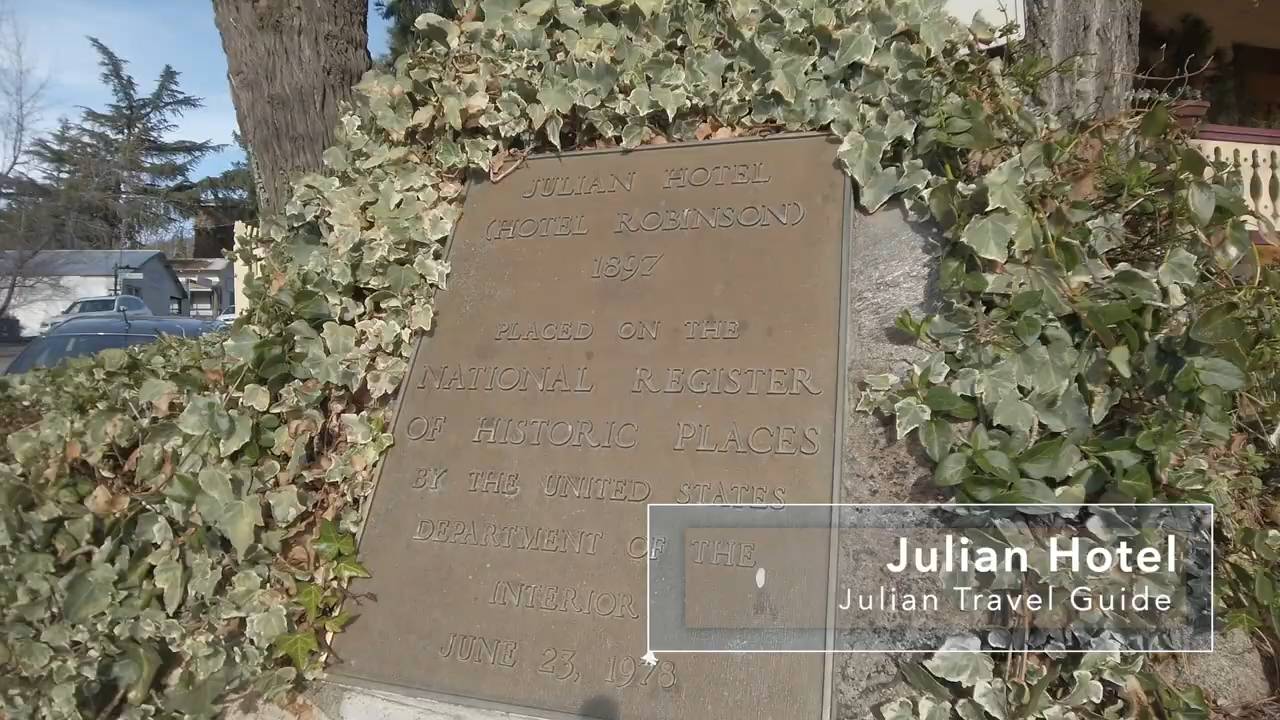 JULIAN HOTEL
(HOTEL ROBINSON)
1897
PLACED ON THE
NATIONAL REGISTER
OF HISTORIC PLACES
BY THE UNITED STATES
DEPARTMENT OF THE
INTERIOR
JUNE 23, 1978
Julian Hotel
Julian Travel Guide